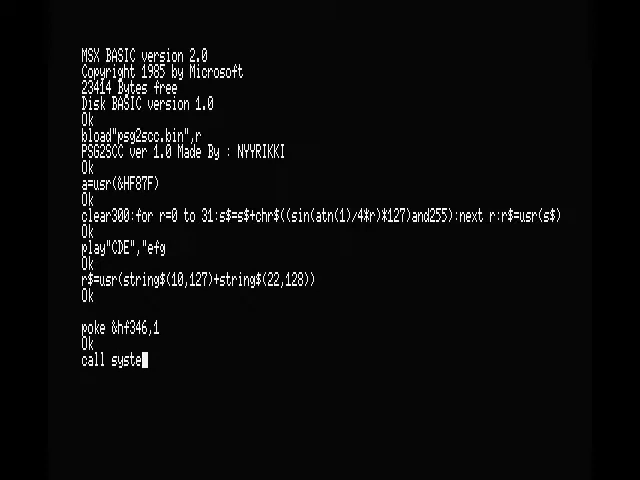 MSX BASIC version 2.0
Copyright 1985 by Microsoft
23414 Bytes free
Disk BASIC version 1.0
Ok
bload"psg2scc.bin",r
PSG2SCC ver 1.0 Made By : NYYRIKKI
Ok
a=usr(&HF87F)
Ok
clear300:for r=0 to 31:s$=s$+chr$((sin(atn(1)/4*r)*127)and255):next r:r$=usr(s$)
Ok
play"CDE","efg
Ok
r$=usr(string$(10,127)+string$(22,128))
Ok
poke &hf346,1
Ok
call syste